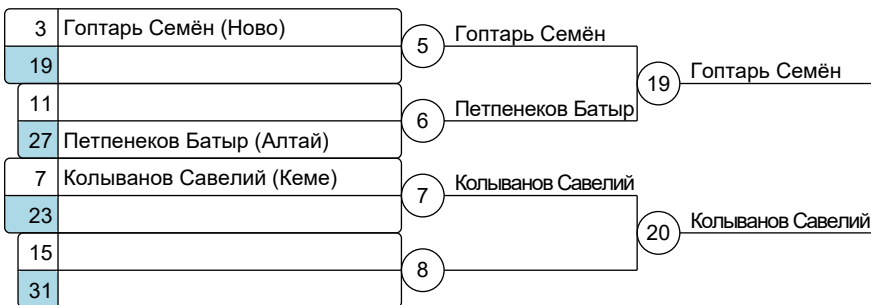 3 Гоптарь Семён (Ново)
19
5 Гоптарь Семён
11
27 Петпенеков Батыр (Алтай)
6 Петпенеков Батыр
19 Гоптарь Семён
7 Колыванов Савелий (Кеме)
23
7 Колыванов Савелий
15
31
8
20 Колыванов Савелий